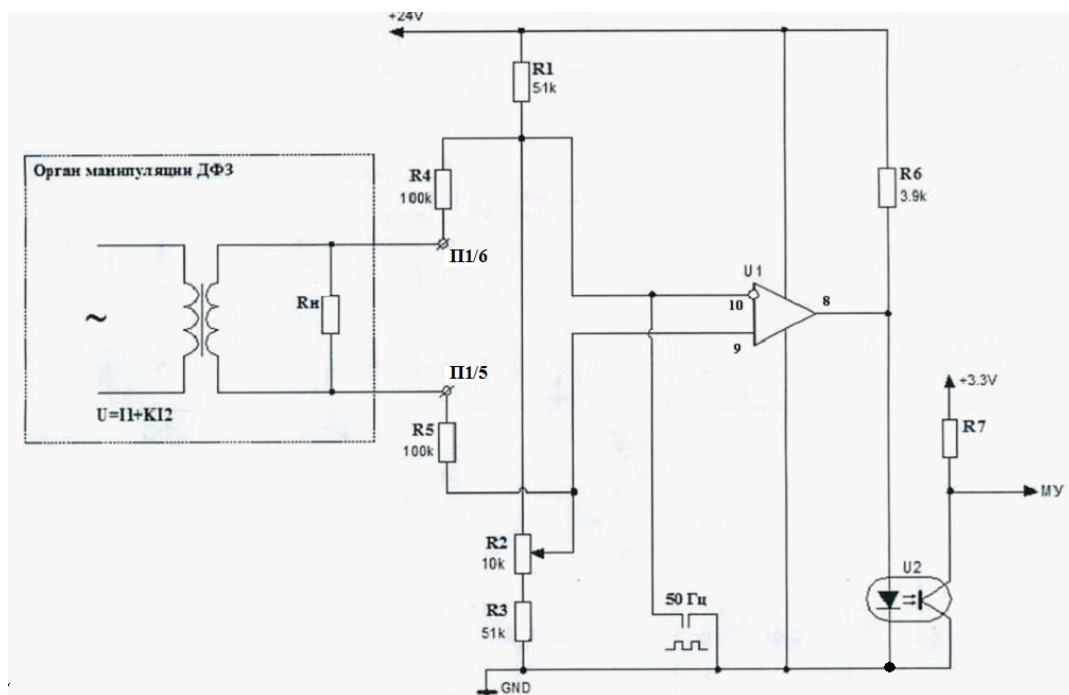 +24V
R1
51k
Орган манипуляции ДФЗ
R4
100k
R6
3.9k
П1/6
U1
Rн
10
8
9
~
П1/5
+3.3V
U=I1+KI2
R5
100k
R7
МУ
R2
10k
U2
50 Гц
R3
51k
GND